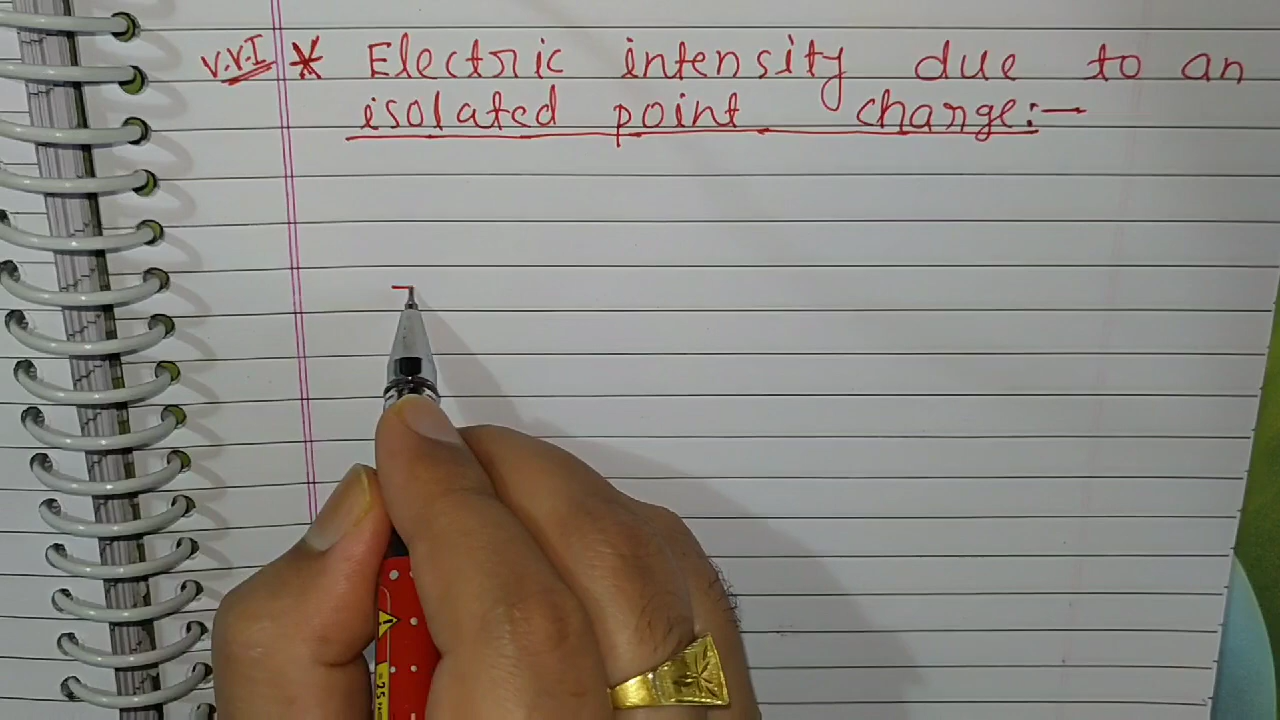 V.V.I * Electric intensity due to an
isolated point charge:-